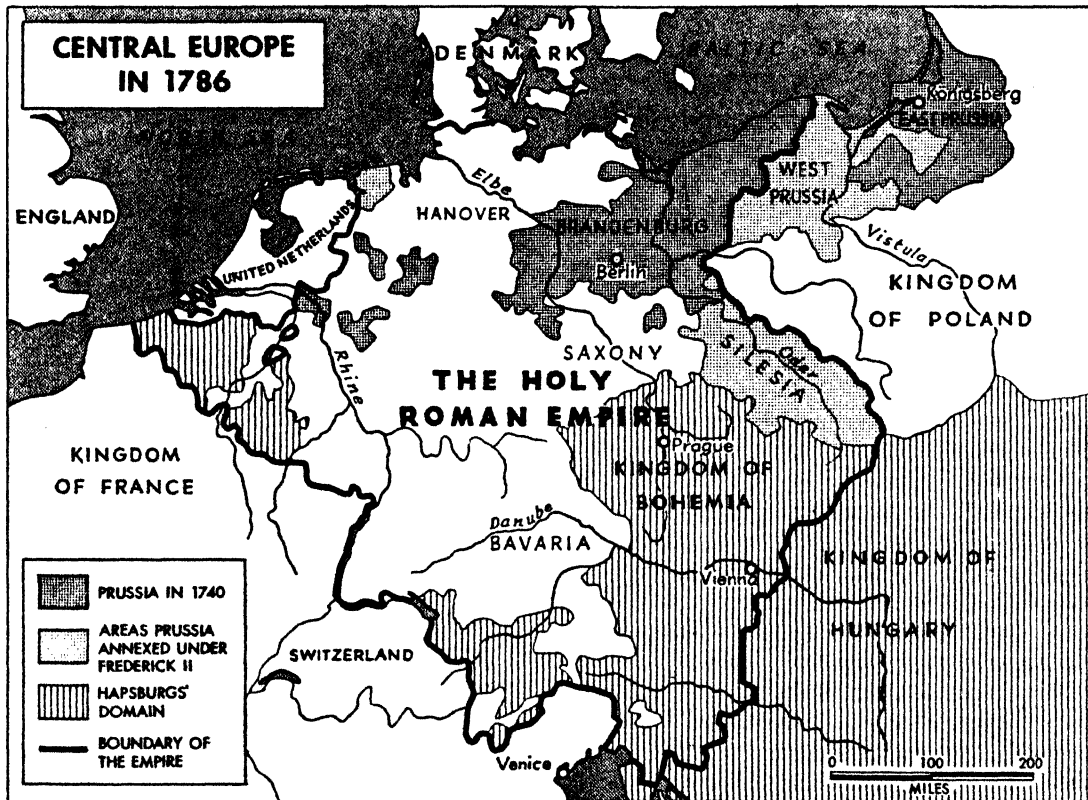 CENTRAL EUROPE
IN 1786
DENMARK
BALTIC SEA
Königsberg
EAST PRUSSIA
WEST
PRUSSIA
Elbe
HANOVER
BRANDENBURG
Berlin
ENGLAND
UNITED NETHERLANDS
Vistula
KINGDOM
OF POLAND
SAXONY
SILESIA
Oder
Rhine
THE HOLY
ROMAN EMPIRE
Prague
KINGDOM OF
BOHEMIA
KINGDOM
OF FRANCE
Danube
BAVARIA
Vienna
KINGDOM OF
HUNGARY
SWITZERLAND
Venice
PRUSSIA IN 1740
AREAS PRUSSIA
ANNEXED UNDER
FREDERICK II
HAPSBURGS'
DOMAIN
BOUNDARY OF
THE EMPIRE
0 100 200
MILES